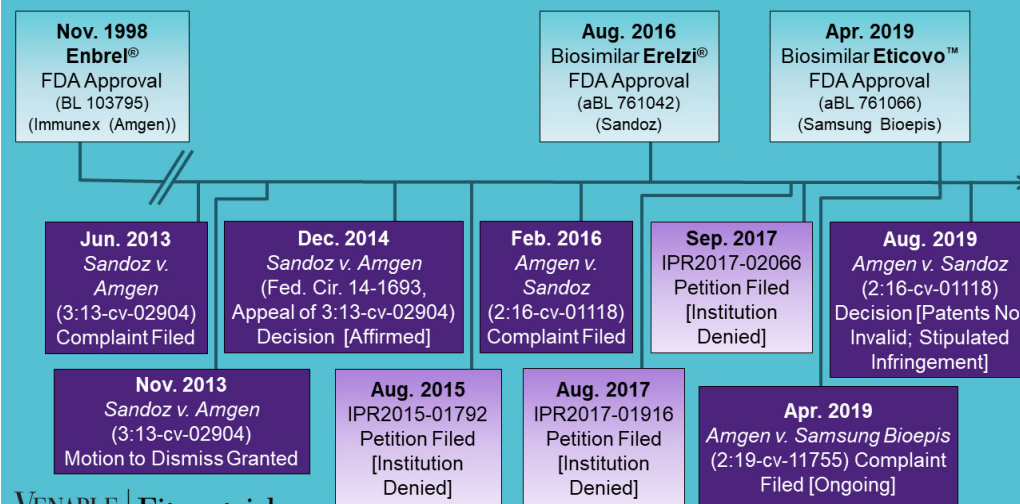 Nov. 1998
Enbrel®
FDA Approval
(BL 103795)
(Immunex (Amgen))
Aug. 2016
Biosimilar Erelzi®
FDA Approval
(aBL 761042)
(Sandoz)
Apr. 2019
Biosimilar Eticovo™
FDA Approval
(aBL 761066)
(Samsung Bioepis)
Jun. 2013
Sandoz v.
Amgen
(3:13-cv-02904)
Complaint Filed
Dec. 2014
Sandoz v. Amgen
(Fed. Cir. 14-1693,
Appeal of 3:13-cv-02904)
Decision [Affirmed]
Feb. 2016
Amgen v.
Sandoz
(2:16-cv-01118)
Complaint Filed
Sep. 2017
IPR2017-02066
Petition Filed
[Institution
Denied]
Aug. 2019
Amgen v. Sandoz
(2:16-cv-01118)
Decision [Patents No
Invalid; Stipulated
Infringement]
Nov. 2013
Sandoz v. Amgen
(3:13-cv-02904)
Motion to Dismiss Granted
Aug. 2015
IPR2015-01792
Petition Filed
[Institution
Denied]
Aug. 2017
IPR2017-01916
Petition Filed
[Institution
Denied]
Apr. 2019
Amgen v. Samsung Bioepis
(2:19-cv-11755) Complaint
Filed [Ongoing]